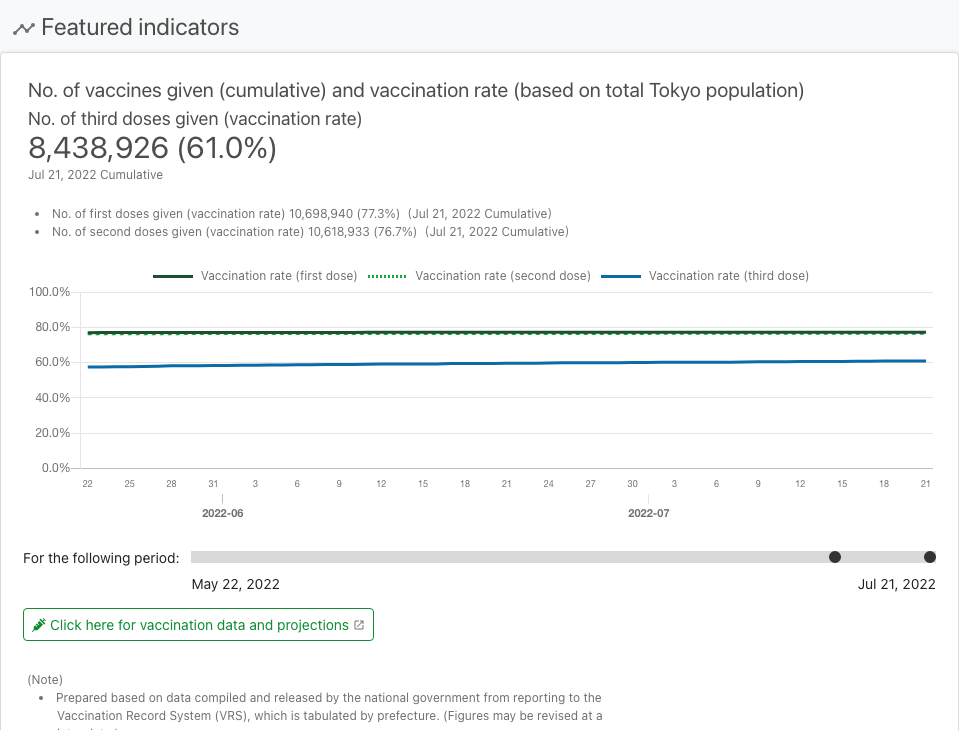 Featured indicators
No. of vaccines given (cumulative) and vaccination rate (based on total Tokyo population)
No. of third doses given (vaccination rate)
8,438,926 (61.0%)
Jul 21, 2022 Cumulative
• No. of first doses given (vaccination rate) 10,698,940 (77.3%) (Jul 21, 2022 Cumulative)
• No. of second doses given (vaccination rate) 10,618,933 (76.7%) (Jul 21, 2022 Cumulative)
Vaccination rate (first dose) Vaccination rate (second dose) Vaccination rate (third dose)
100.0%
80.0%
60.0%
40.0%
20.0%
0.0%
22 25 28 31 3 6 9 12 15 18 21 24 27 30 3 6 9 12 15 18 21
2022-06 2022-07
For the following period:
May 22, 2022 Jul 21, 2022
Click here for vaccination data and projections
(Note)
• Prepared based on data compiled and released by the national government from reporting to the
Vaccination Record System (VRS), which is tabulated by prefecture. (Figures may be revised at a